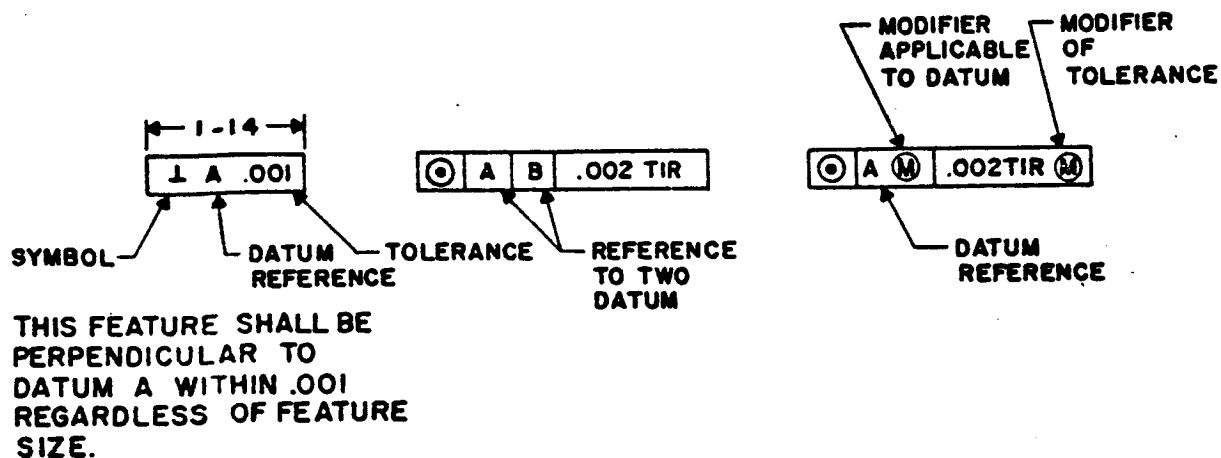 MODIFIER
APPLICABLE
TO DATUM
MODIFIER
OF
TOLERANCE
1-14
⊥ A .001
A B .002 TIR
A Ⓜ .002TIR Ⓜ
SYMBOL
DATUM
REFERENCE
TOLERANCE
REFERENCE
TO TWO
DATUM
DATUM
REFERENCE
THIS FEATURE SHALL BE
PERPENDICULAR TO
DATUM A WITHIN .001
REGARDLESS OF FEATURE
SIZE.